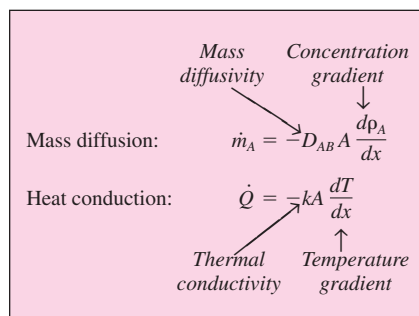 Mass Concentration
diffusivity gradient
Mass diffusion: ṁ_A = −D_AB A dρ_A/dx
Heat conduction: Q̇ = −kA dT/dx
Thermal Temperature
conductivity gradient